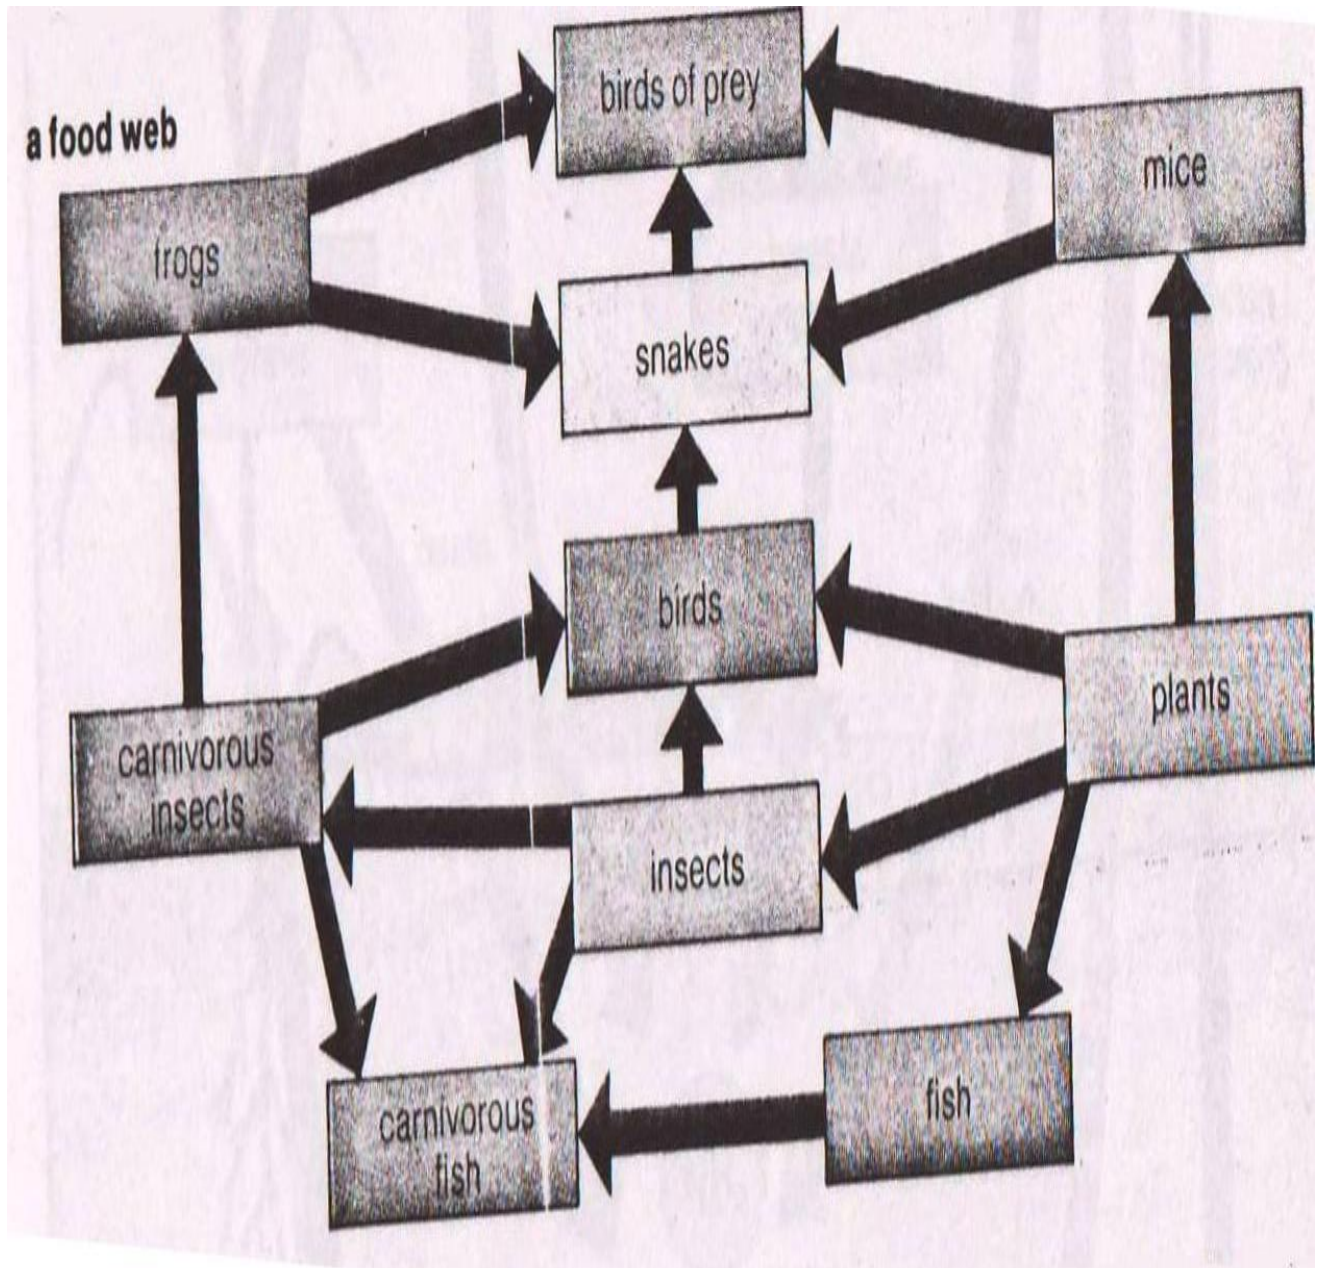 a food web
birds of prey
mice
frogs
snakes
birds
plants
carnivorous
insects
insects
fish
carnivorous
fish